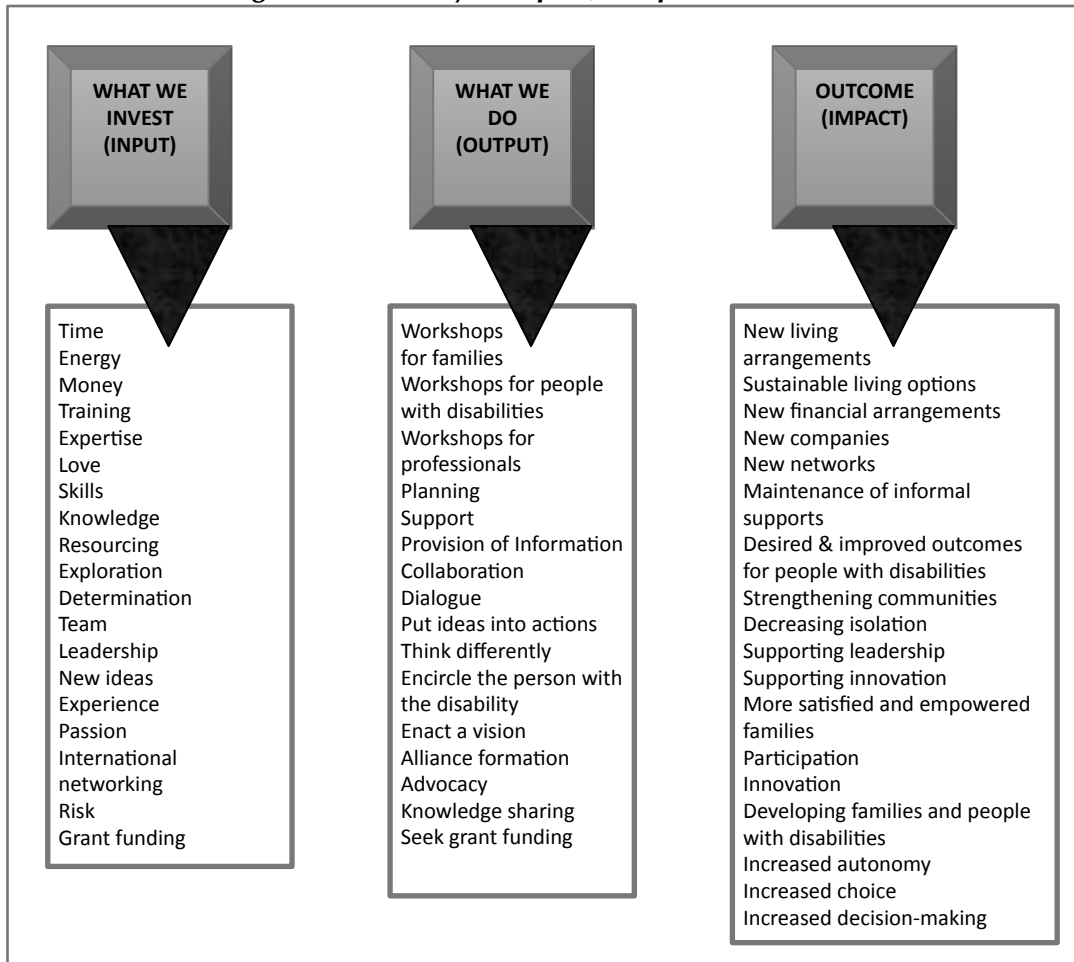 WHAT WE
INVEST
(INPUT)
WHAT WE
DO
(OUTPUT)
OUTCOME
(IMPACT)
Time
Energy
Money
Training
Expertise
Love
Skills
Knowledge
Resourcing
Exploration
Determination
Team
Leadership
New ideas
Experience
Passion
International
networking
Risk
Grant funding
Workshops
for families
Workshops for people
with disabilities
Workshops for
professionals
Planning
Support
Provision of Information
Collaboration
Dialogue
Put ideas into actions
Think differently
Encircle the person with
the disability
Enact a vision
Alliance formation
Advocacy
Knowledge sharing
Seek grant funding
New living
arrangements
Sustainable living options
New financial arrangements
New companies
New networks
Maintenance of informal
supports
Desired & improved outcomes
for people with disabilities
Strengthening communities
Decreasing isolation
Supporting leadership
Supporting innovation
More satisfied and empowered
families
Participation
Innovation
Developing families and people
with disabilities
Increased autonomy
Increased choice
Increased decision-making